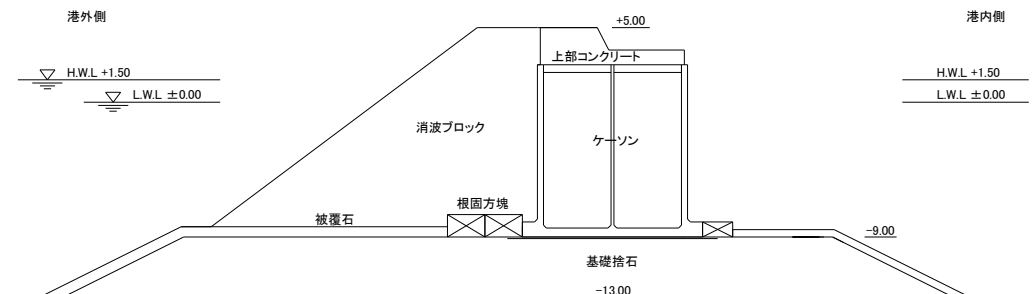 港外側
港内側
+5.00
上部コンクリート
H.W.L +1.50
H.W.L +1.50
L.W.L ±0.00
L.W.L ±0.00
消波ブロック
ケーソン
根固方塊
被覆石
-9.00
基礎捨石
-13.00